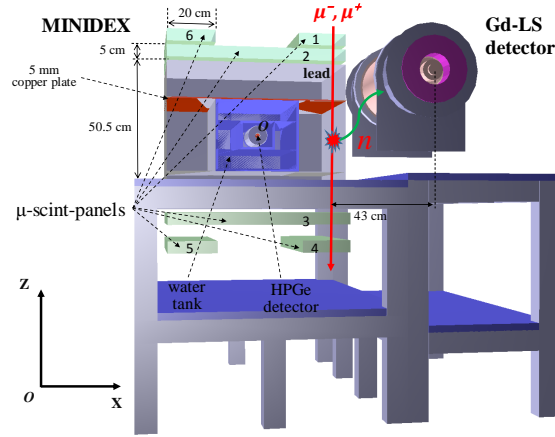 MINIDEX
μ⁻, μ⁺
Gd-LS
detector
20 cm
6
1
2
5 cm
lead
5 mm
copper plate
O
n
50.5 cm
μ-scint-panels
3
43 cm
5
4
water
tank
HPGe
detector
Z
O
X